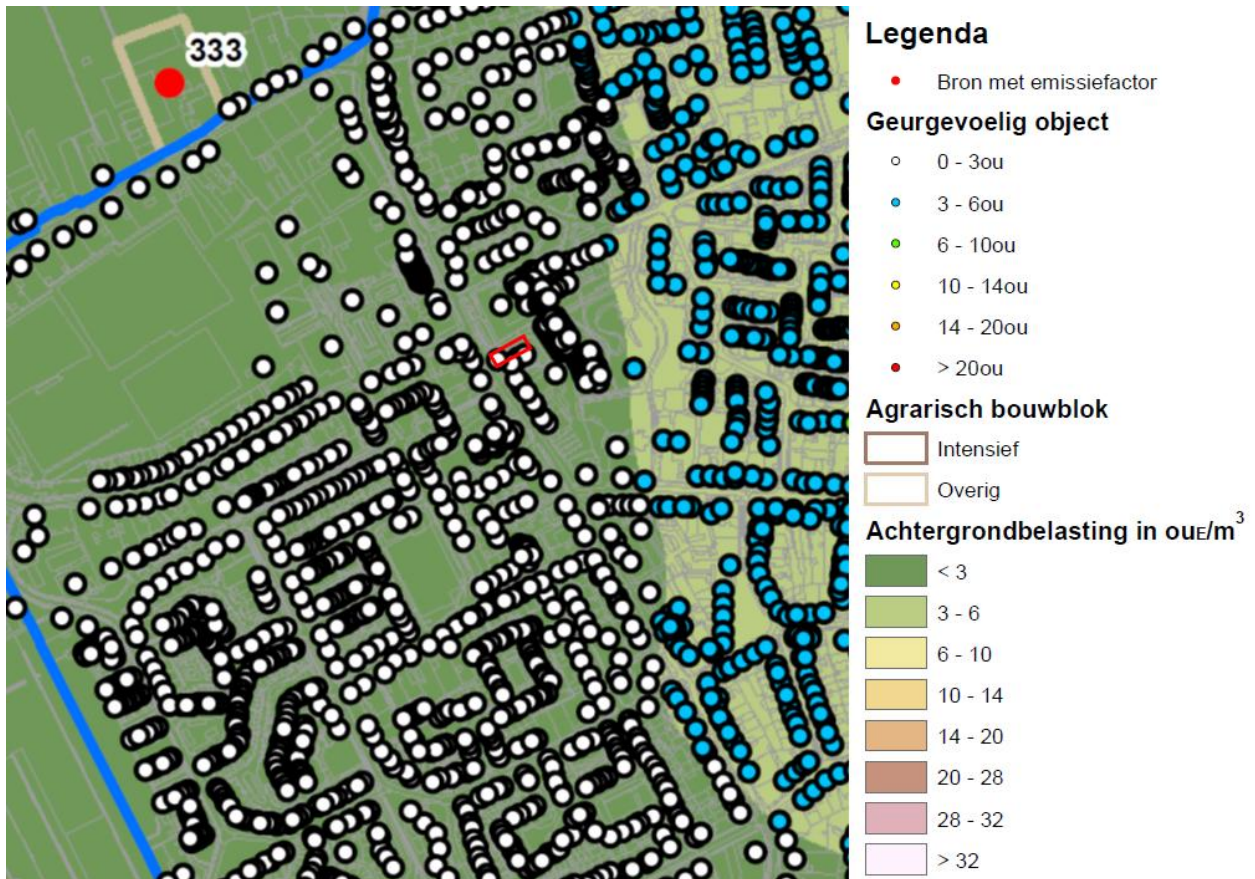 333
Legenda
Bron met emissiefactor
Geurgevoelig object
0 - 3ou
3 - 6ou
6 - 10ou
10 - 14ou
14 - 20ou
> 20ou
Agrarisch bouwblok
Intensief
Overig
Achtergrondbelasting in ouE/m³
< 3
3 - 6
6 - 10
10 - 14
14 - 20
20 - 28
28 - 32
> 32